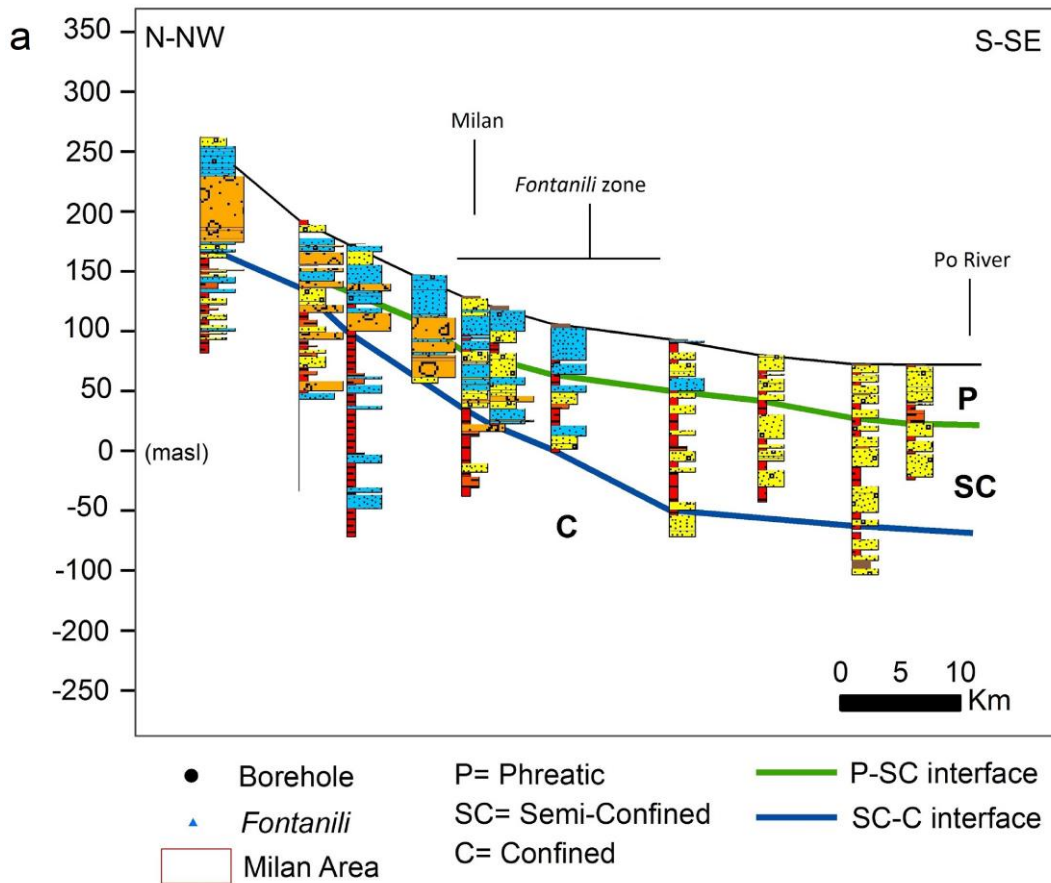 a
N-NW
S-SE
350
300
250
200
150
100
50
0
-50
-100
-150
-200
-250
(masl)
Milan
Fontanili zone
Po River
P
SC
C
0 5 10
Km
Borehole
Fontanili
Milan Area
P= Phreatic
SC= Semi-Confined
C= Confined
P-SC interface
SC-C interface